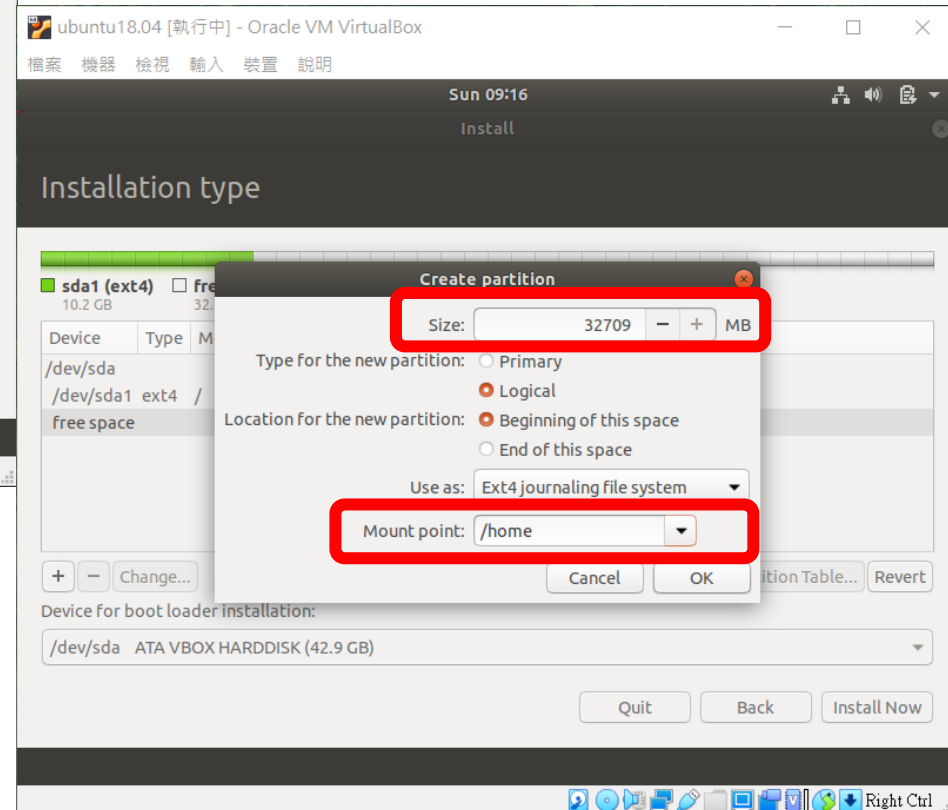 ubuntu18.04 [執行中] - Oracle VM VirtualBox
檔案 機器 檢視 輸入 裝置 說明
Sun 09:16
Install
Installation type
sda1 (ext4)
10.2 GB
fre
32.
Device Type M
/dev/sda
/dev/sda1 ext4 /
free space
Create partition
Size: 32709 − + MB
Type for the new partition: Primary
Logical
Location for the new partition: Beginning of this space
End of this space
Use as: Ext4 journaling file system
Mount point: /home
Cancel OK
+ − Change... ition Table... Revert
Device for boot loader installation:
/dev/sda ATA VBOX HARDDISK (42.9 GB)
Quit Back Install Now
Right Ctrl